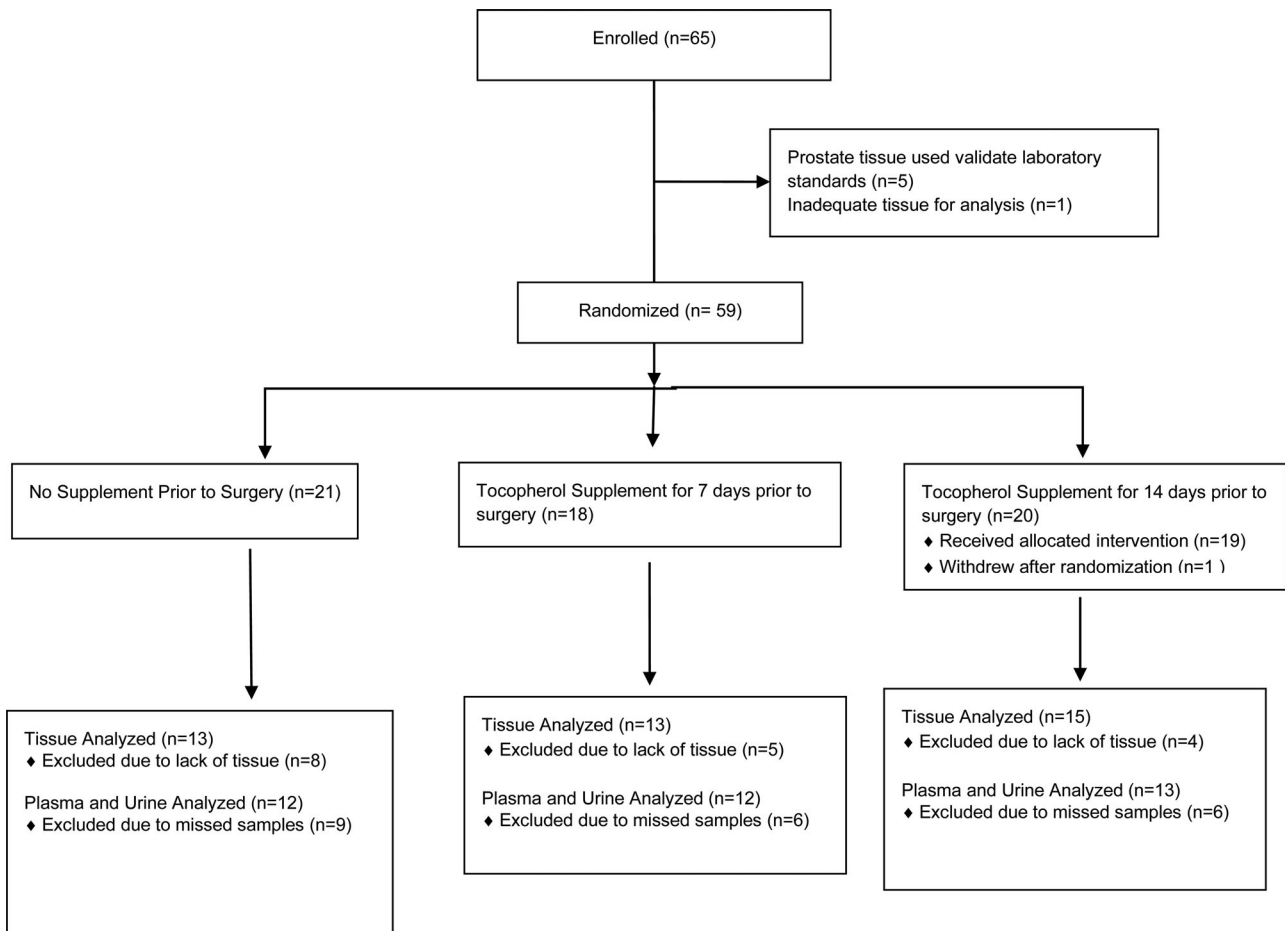 Enrolled (n=65)
Prostate tissue used validate laboratory
standards (n=5)
Inadequate tissue for analysis (n=1)
Randomized (n= 59)
No Supplement Prior to Surgery (n=21)
Tocopherol Supplement for 7 days prior to
surgery (n=18)
Tocopherol Supplement for 14 days prior to
surgery (n=20)
♦ Received allocated intervention (n=19)
♦ Withdrew after randomization (n=1 )
Tissue Analyzed (n=13)
♦ Excluded due to lack of tissue (n=8)
Plasma and Urine Analyzed (n=12)
♦ Excluded due to missed samples (n=9)
Tissue Analyzed (n=13)
♦ Excluded due to lack of tissue (n=5)
Plasma and Urine Analyzed (n=12)
♦ Excluded due to missed samples (n=6)
Tissue Analyzed (n=15)
♦ Excluded due to lack of tissue (n=4)
Plasma and Urine Analyzed (n=13)
♦ Excluded due to missed samples (n=6)